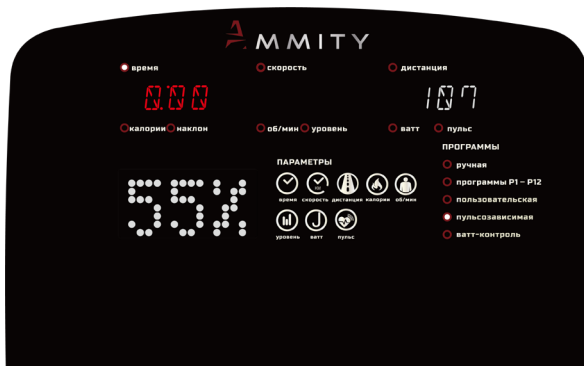 AMMITY
время скорость дистанция
0:00 107
калории наклон об/мин уровень ватт пульс
ПРОГРАММЫ
ручная
программы P1 – P12
пользовательская
пульсозависимая
ватт-контроль
55%
ПАРАМЕТРЫ
время скорость дистанция калории об/мин
уровень ватт пульс